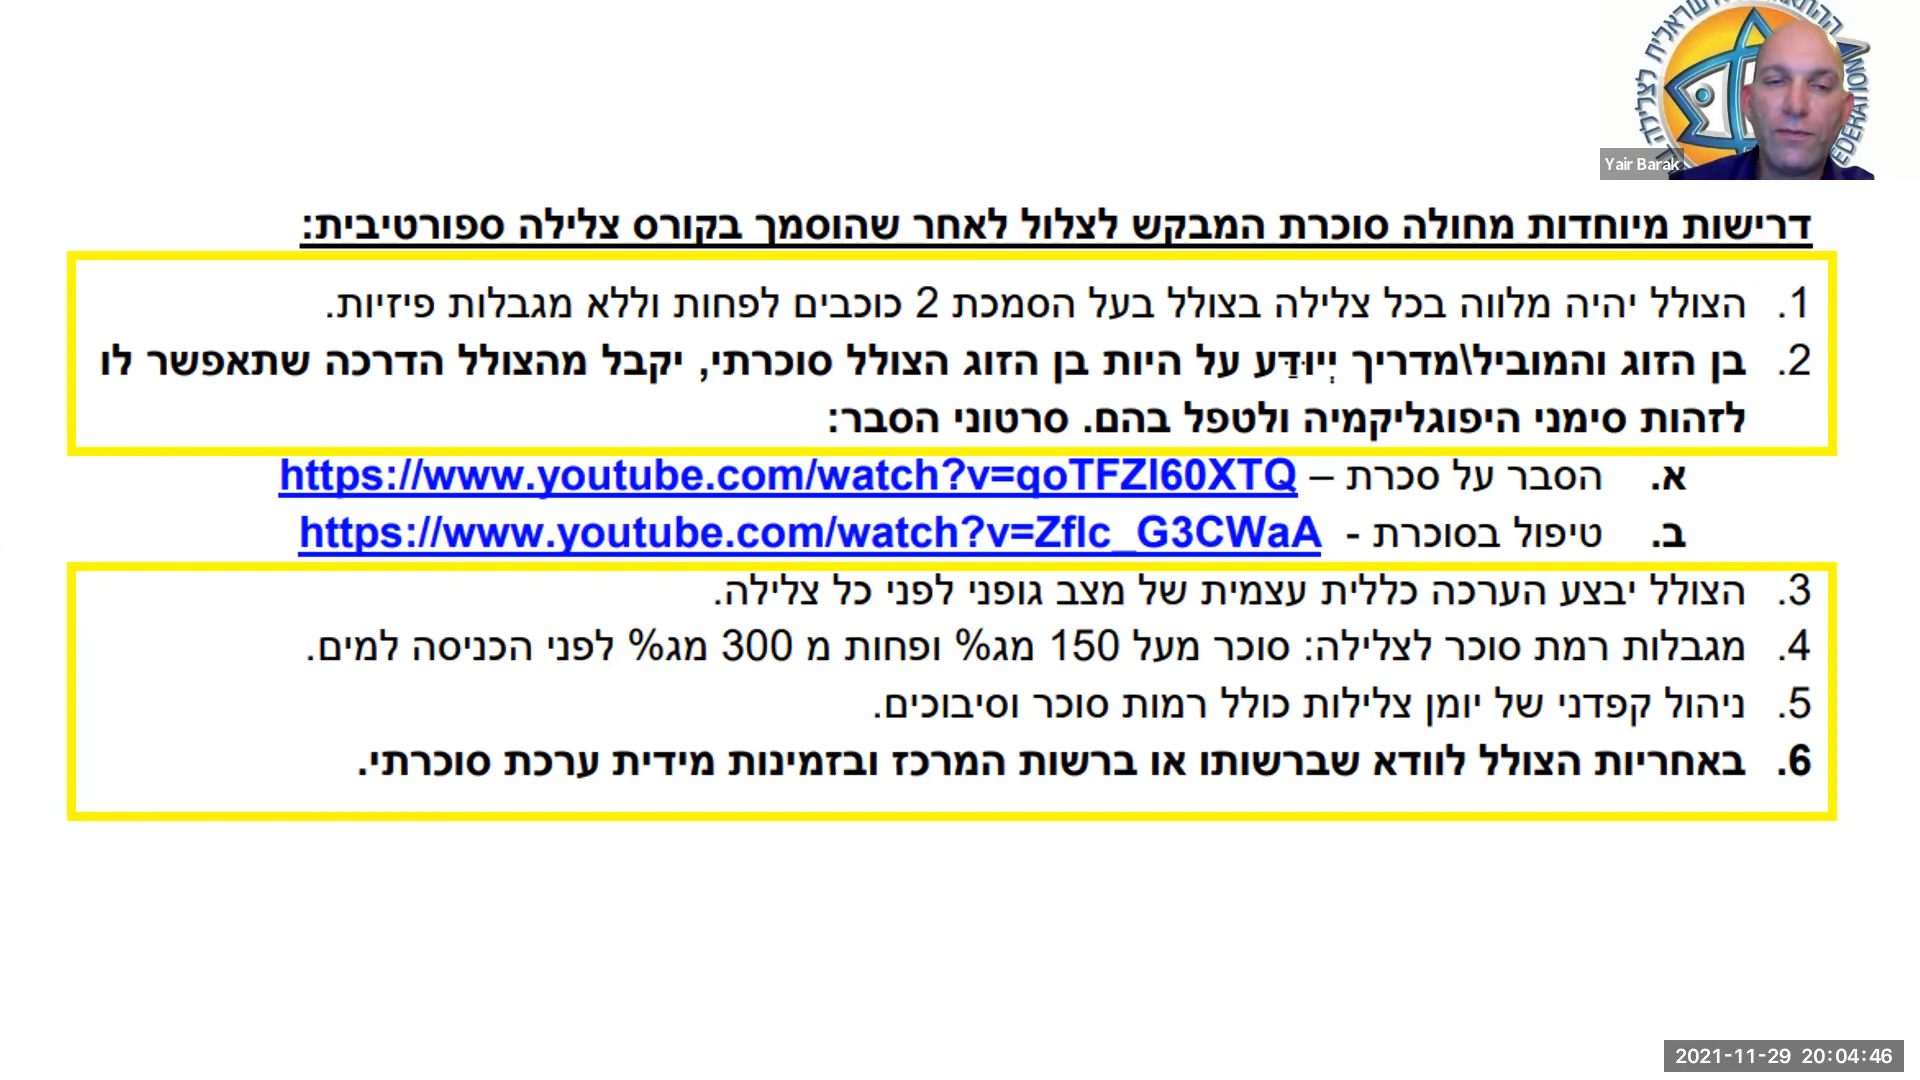 Yair Barak
דרישות מיוחדות מחולה סוכרת המבקש לצלול לאחר שהוסמך בקורס צלילה ספורטיבית:
1. הצולל יהיה מלווה בכל צלילה בצולל בעל הסמכת 2 כוכבים לפחות וללא מגבלות פיזיות.
2. בן הזוג והמוביל\מדריך יְיוּדַּע על היות בן הזוג הצולל סוכרתי, יקבל מהצולל הדרכה שתאפשר לו
לזהות סימני היפוגליקמיה ולטפל בהם. סרטוני הסבר:
א. הסבר על סכרת – https://www.youtube.com/watch?v=qoTFZI60XTQ
ב. טיפול בסוכרת - https://www.youtube.com/watch?v=Zflc_G3CWaA
3. הצולל יבצע הערכה כללית עצמית של מצב גופני לפני כל צלילה.
4. מגבלות רמת סוכר לצלילה: סוכר מעל 150 מג% ופחות מ 300 מג% לפני הכניסה למים.
5. ניהול קפדני של יומן צלילות כולל רמות סוכר וסיבוכים.
6. באחריות הצולל לוודא שברשותו או ברשות המרכז ובזמינות מידית ערכת סוכרתי.
2021-11-29 20:04:46